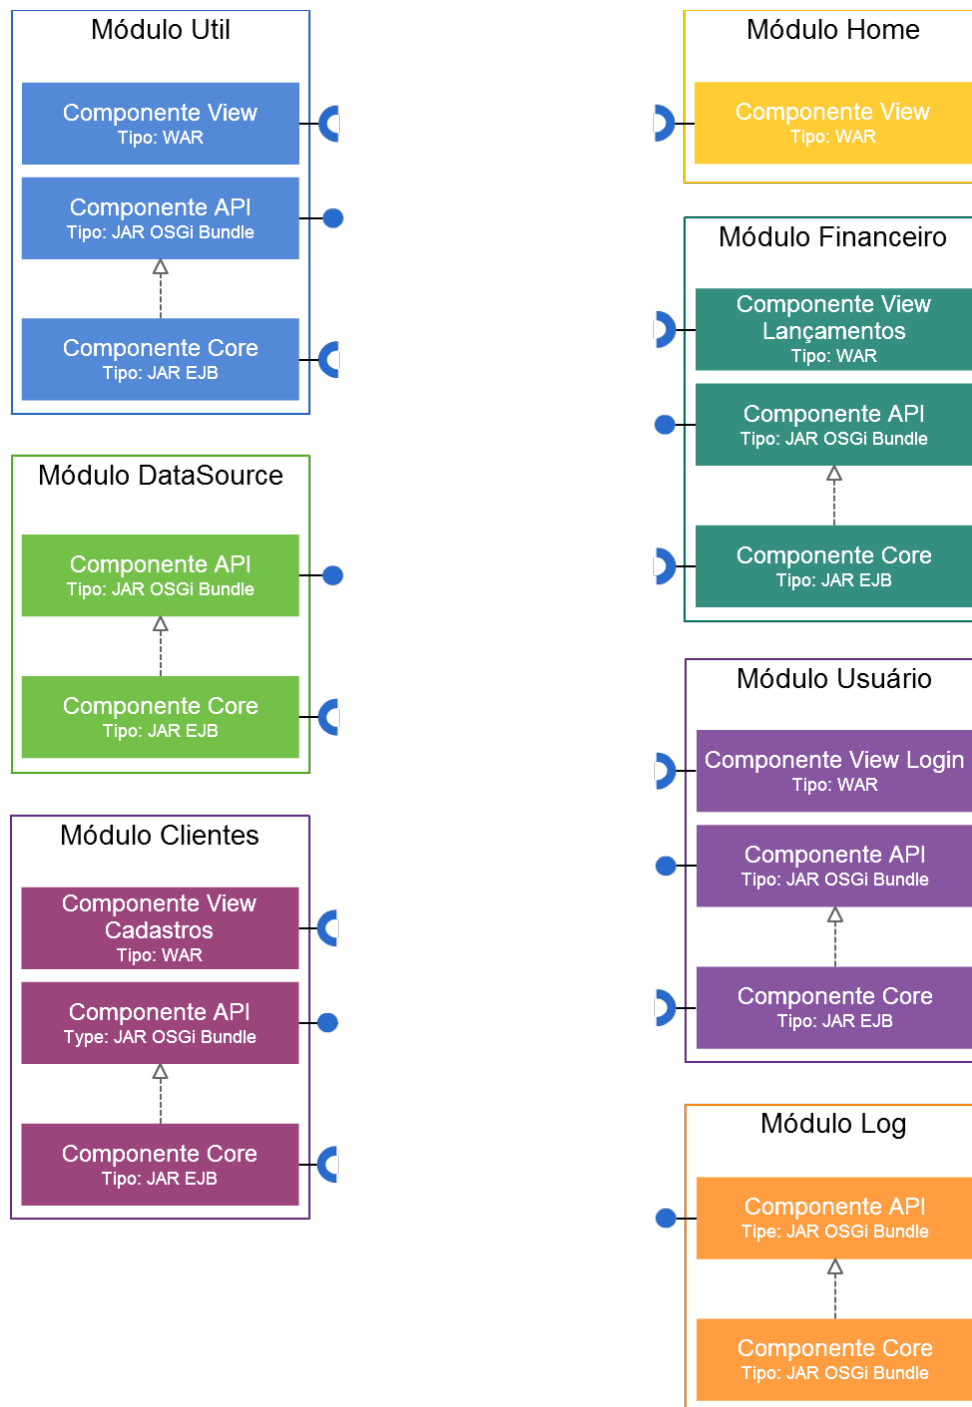 Módulo Util
Componente View
Tipo: WAR
Componente API
Tipo: JAR OSGi Bundle
Componente Core
Tipo: JAR EJB
Módulo DataSource
Componente API
Tipo: JAR OSGi Bundle
Componente Core
Tipo: JAR EJB
Módulo Clientes
Componente View
Cadastros
Tipo: WAR
Componente API
Type: JAR OSGi Bundle
Componente Core
Tipo: JAR EJB
Módulo Home
Componente View
Tipo: WAR
Módulo Financeiro
Componente View
Lançamentos
Tipo: WAR
Componente API
Tipo: JAR OSGi Bundle
Componente Core
Tipo: JAR EJB
Módulo Usuário
Componente View Login
Tipo: WAR
Componente API
Tipo: JAR OSGi Bundle
Componente Core
Tipo: JAR EJB
Módulo Log
Componente API
Tipe: JAR OSGi Bundle
Componente Core
Tipo: JAR OSGi Bundle